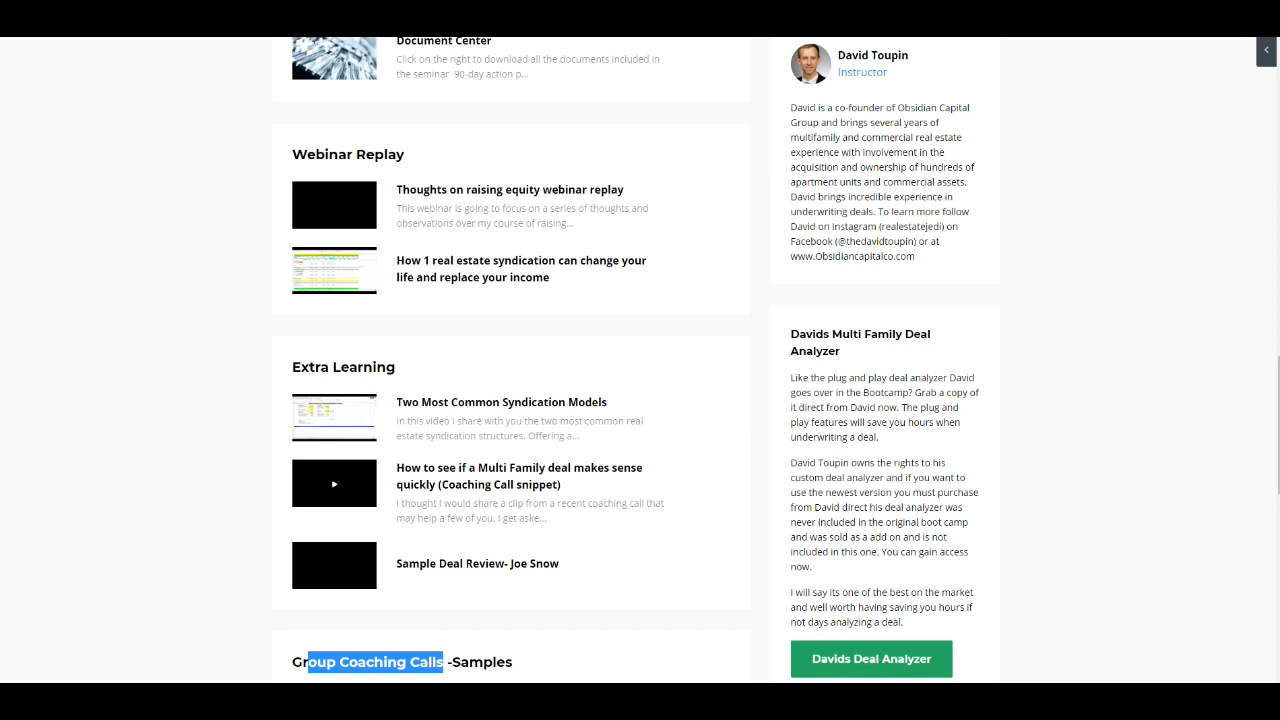 Document Center
Click on the right to download all the documents included in
the seminar 90-day action p...
Webinar Replay
Thoughts on raising equity webinar replay
This webinar is going to focus on a series of thoughts and
observations over my course of raising...
How 1 real estate syndication can change your
life and replace your income
Extra Learning
Two Most Common Syndication Models
In this video I share with you the two most common real
estate syndication structures. Offering a...
How to see if a Multi Family deal makes sense
quickly (Coaching Call snippet)
I thought I would share a clip from a recent coaching call that
may help a few of you. I get aske...
Sample Deal Review- Joe Snow
Group Coaching Calls -Samples
David Toupin
Instructor
David is a co-founder of Obsidian Capital
Group and brings several years of
multifamily and commercial real estate
experience with involvement in the
acquisition and ownership of hundreds of
apartment units and commercial assets.
David brings incredible experience in
underwriting deals. To learn more follow
David on Instagram (realestatejedi) on
Facebook (@thedavidtoupin) or at
www.Obsidiancapitalco.com
Davids Multi Family Deal
Analyzer
Like the plug and play deal analyzer David
goes over in the Bootcamp? Grab a copy of
it direct from David now. The plug and
play features will save you hours when
underwriting a deal.
David Toupin owns the rights to his
custom deal analyzer and if you want to
use the newest version you must purchase
from David direct his deal analyzer was
never included in the original boot camp
and was sold as a add on and is not
included in this one. You can gain access
now.
I will say its one of the best on the market
and well worth having saving you hours if
not days analyzing a deal.
Davids Deal Analyzer